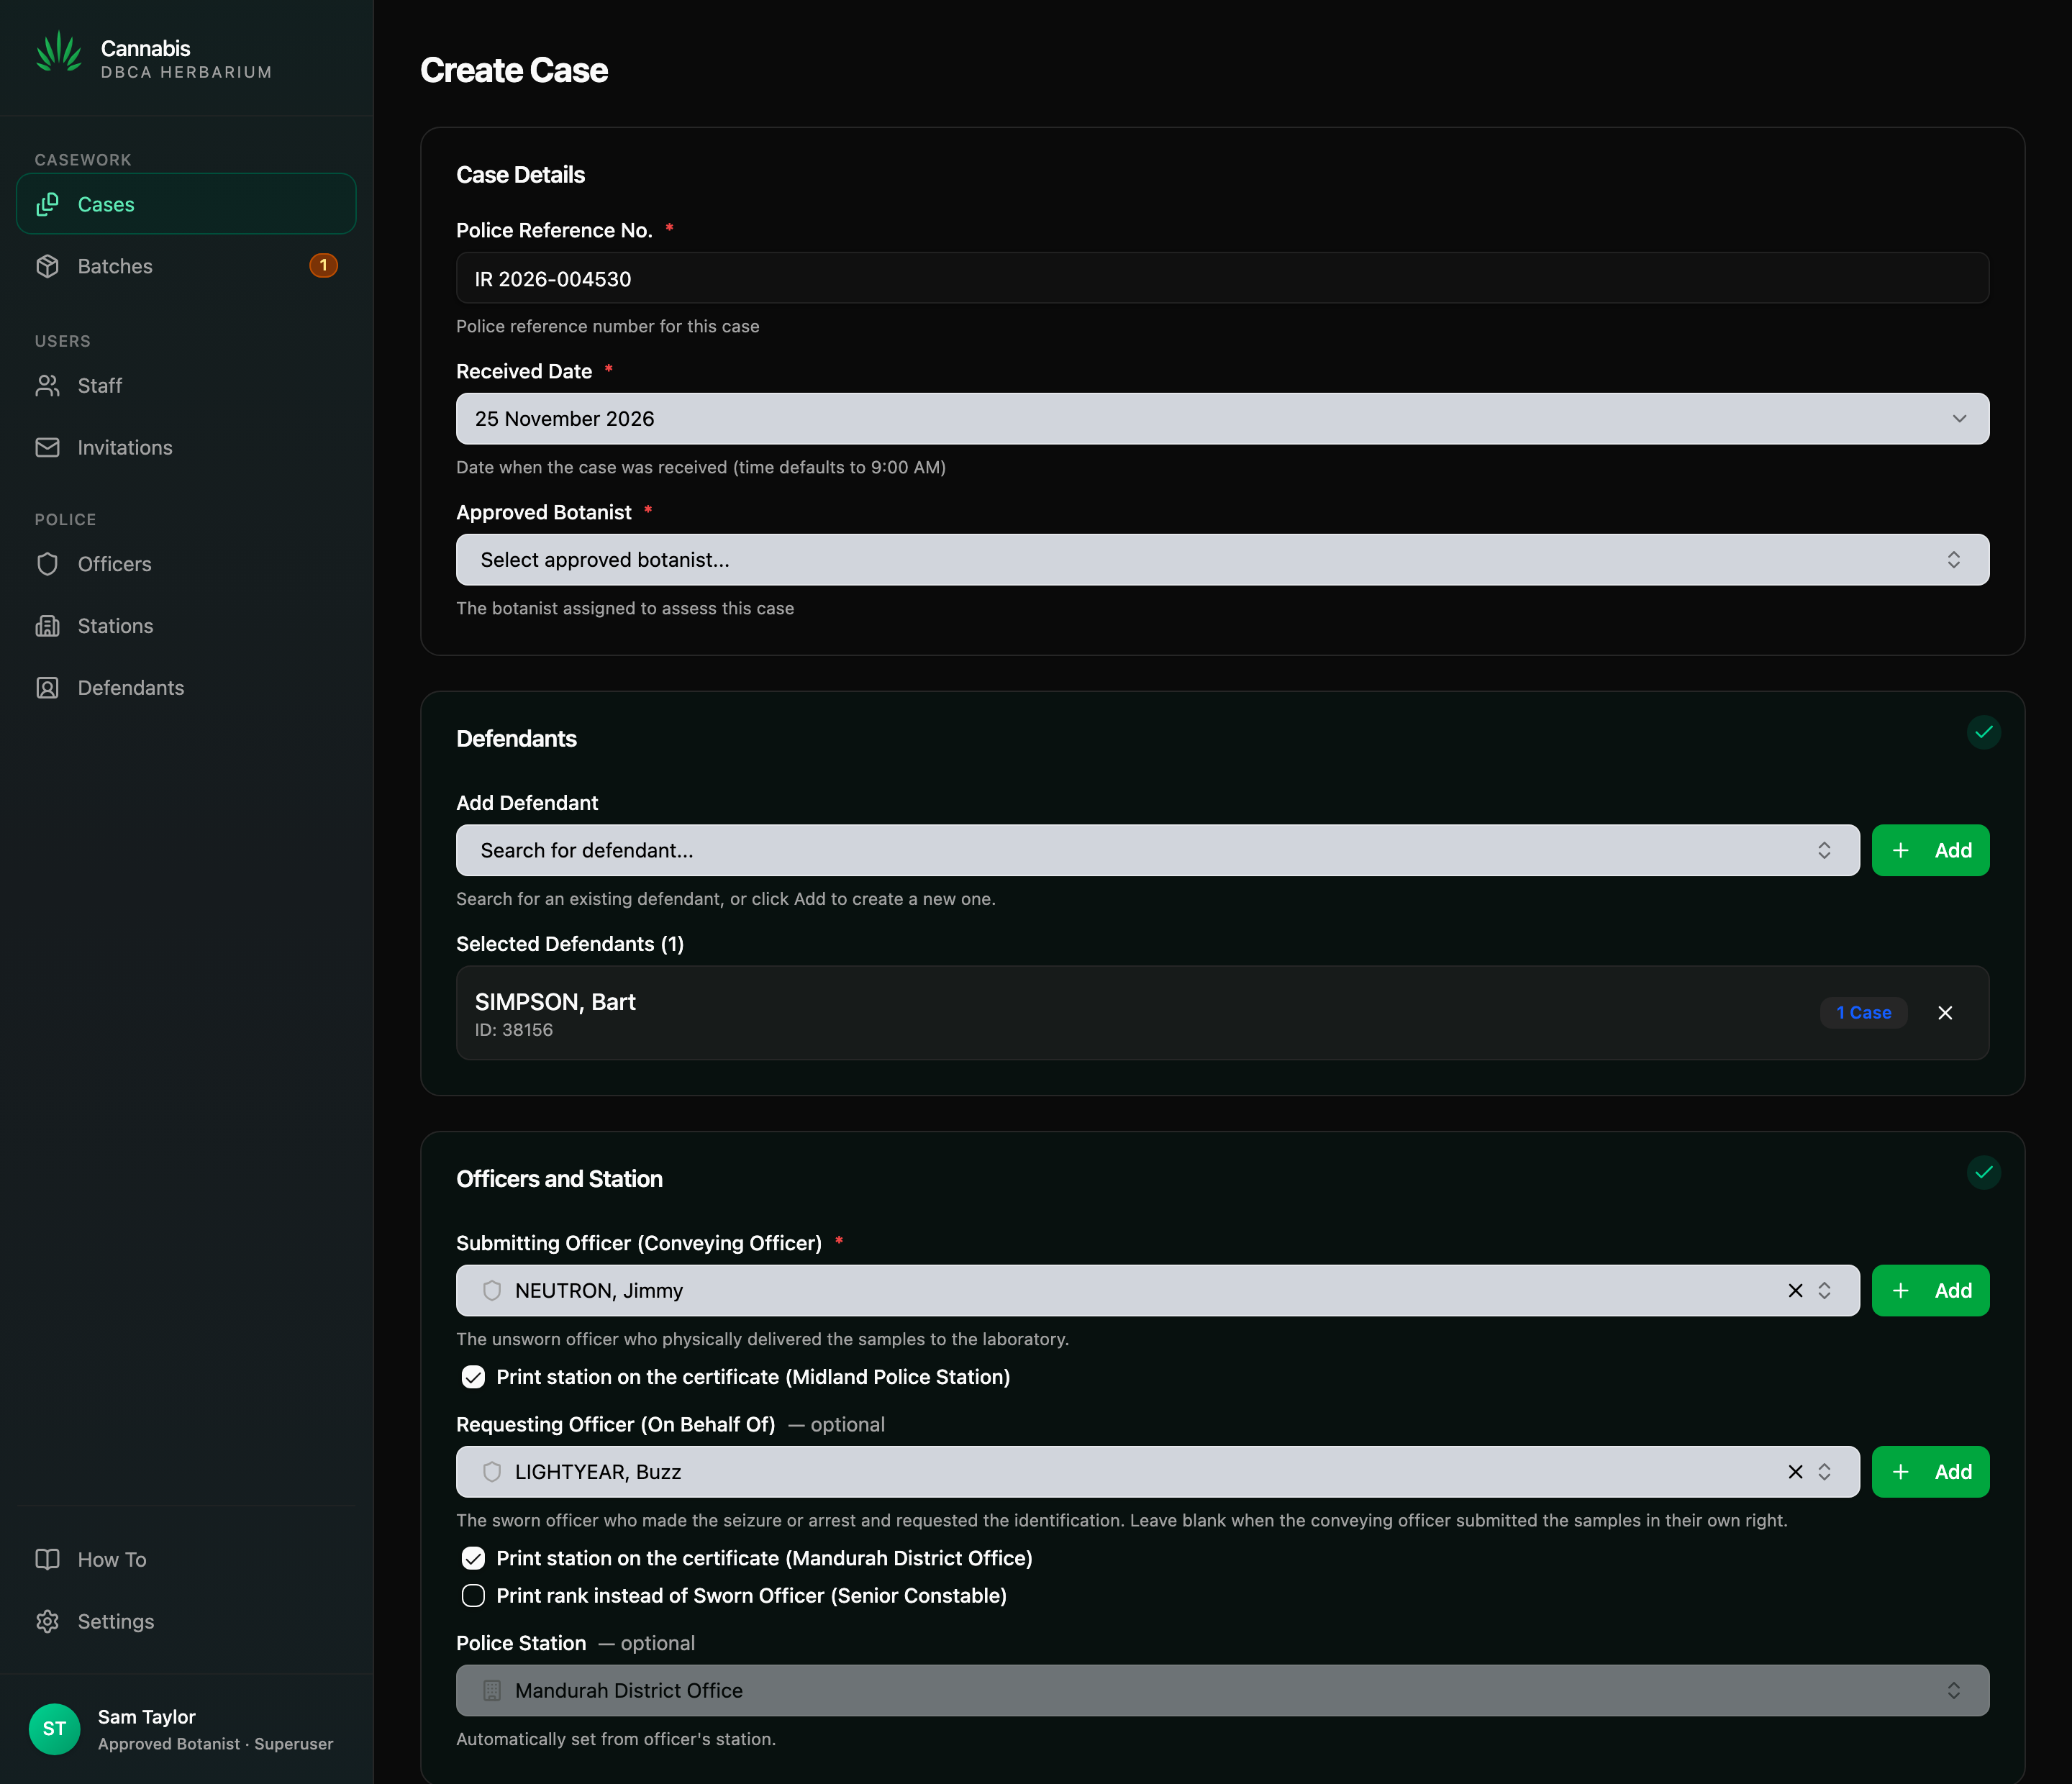 Cannabis
DBCA HERBARIUM
CASEWORK
Cases
Batches
1
USERS
Staff
Invitations
POLICE
Officers
Stations
Defendants
How To
Settings
ST
Sam Taylor
Approved Botanist · Superuser
Create Case
Case Details
Police Reference No. *
IR 2026-004530
Police reference number for this case
Received Date *
25 November 2026
Date when the case was received (time defaults to 9:00 AM)
Approved Botanist *
Select approved botanist...
The botanist assigned to assess this case
Defendants
Add Defendant
Search for defendant...
Add
Search for an existing defendant, or click Add to create a new one.
Selected Defendants (1)
SIMPSON, Bart
ID: 38156
1 Case
Officers and Station
Submitting Officer (Conveying Officer) *
NEUTRON, Jimmy
Add
The unsworn officer who physically delivered the samples to the laboratory.
Print station on the certificate (Midland Police Station)
Requesting Officer (On Behalf Of) — optional
LIGHTYEAR, Buzz
Add
The sworn officer who made the seizure or arrest and requested the identification. Leave blank when the conveying officer submitted the samples in their own right.
Print station on the certificate (Mandurah District Office)
Print rank instead of Sworn Officer (Senior Constable)
Police Station — optional
Mandurah District Office
Automatically set from officer's station.